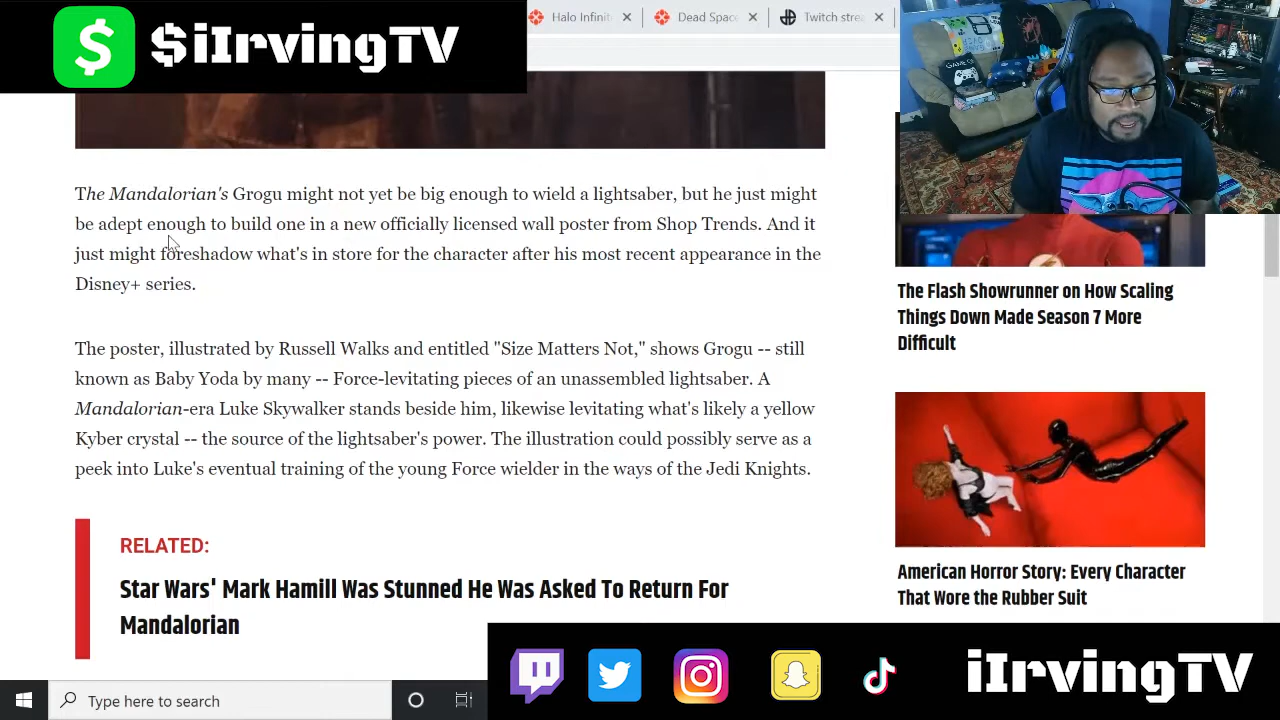 $iIrvingTV
Halo Infinit
Dead Space
Twitch strea
The Mandalorian's Grogu might not yet be big enough to wield a lightsaber, but he just might
be adept enough to build one in a new officially licensed wall poster from Shop Trends. And it
just might foreshadow what's in store for the character after his most recent appearance in the
Disney+ series.
The poster, illustrated by Russell Walks and entitled "Size Matters Not," shows Grogu -- still
known as Baby Yoda by many -- Force-levitating pieces of an unassembled lightsaber. A
Mandalorian-era Luke Skywalker stands beside him, likewise levitating what's likely a yellow
Kyber crystal -- the source of the lightsaber's power. The illustration could possibly serve as a
peek into Luke's eventual training of the young Force wielder in the ways of the Jedi Knights.
RELATED:
Star Wars' Mark Hamill Was Stunned He Was Asked To Return For
Mandalorian
The Flash Showrunner on How Scaling
Things Down Made Season 7 More
Difficult
American Horror Story: Every Character
That Wore the Rubber Suit
iIrvingTV
Type here to search